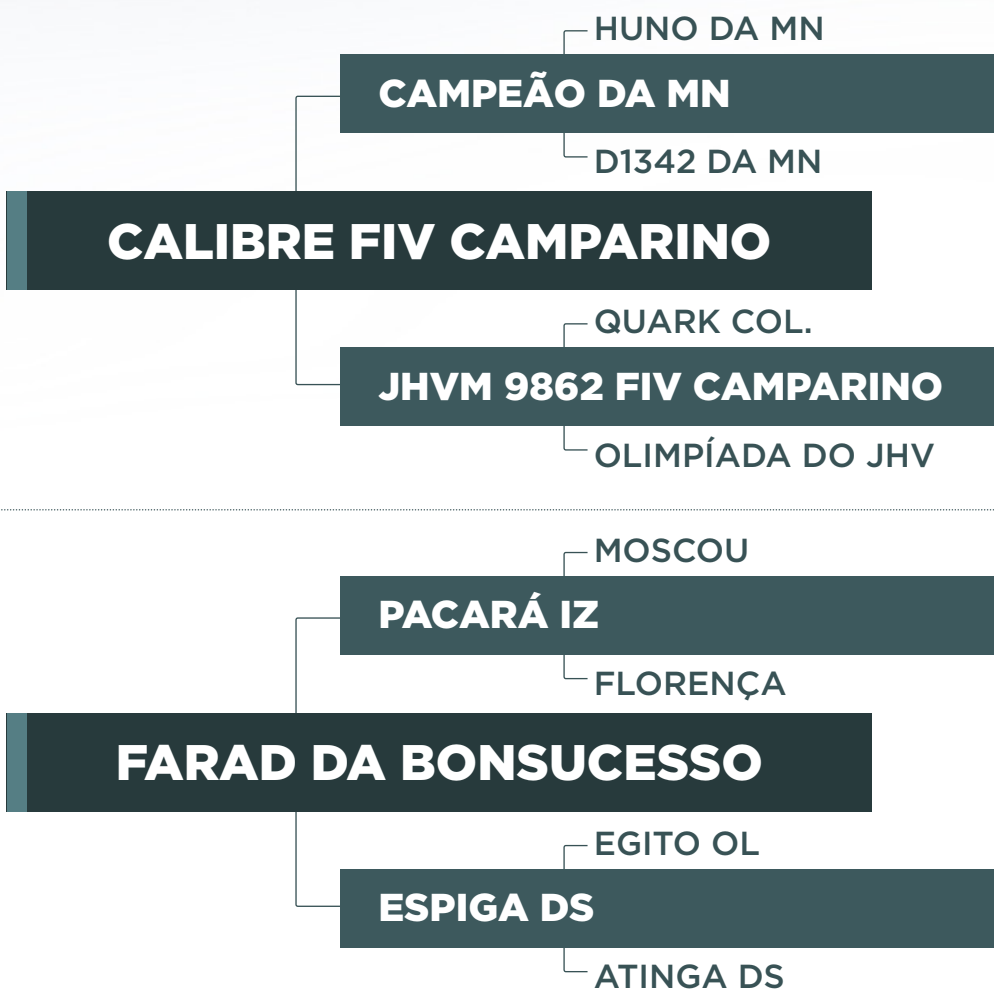 HUNO DA MN
CAMPEÃO DA MN
D1342 DA MN
CALIBRE FIV CAMPARINO
QUARK COL.
JHVM 9862 FIV CAMPARINO
OLIMPÍADA DO JHV
MOSCOU
PACARÁ IZ
FLORENÇA
FARAD DA BONSUCESSO
EGITO OL
ESPIGA DS
ATINGA DS